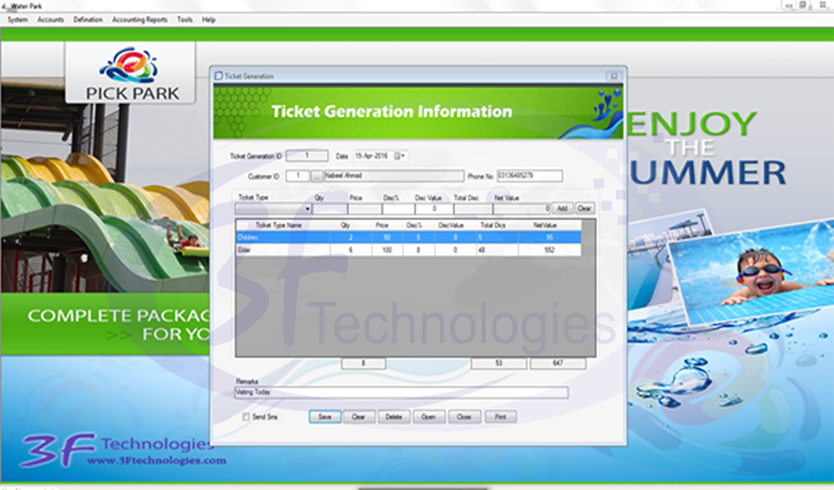 Water Park
System Accounts Defination Accounting Reports Tools Help
PICK PARK
Ticket Generation
Ticket Generation Information
ENJOY
THE
UMMER
Ticket Generation ID 1 Date 15-Apr-2016
Customer ID 1 ... Nabeel Ahmad Phone No. 03136485279
Ticket Type Qty Price Disc% Disc Value Total Disc Net Value
0 0 Add Clear
Ticket Type Name Qty Price Disc% DiscValue Total Dics NetValue
Children 2 50 5 0 5 95
Elder 6 100 8 0 48 552
COMPLETE PACKAG
>> FOR YO
3F Technologies
8 53 647
Remarks
Visting Today
Send Sms Save Clear Delete Open Close Print
3F Technologies
www.3Ftechnologies.com